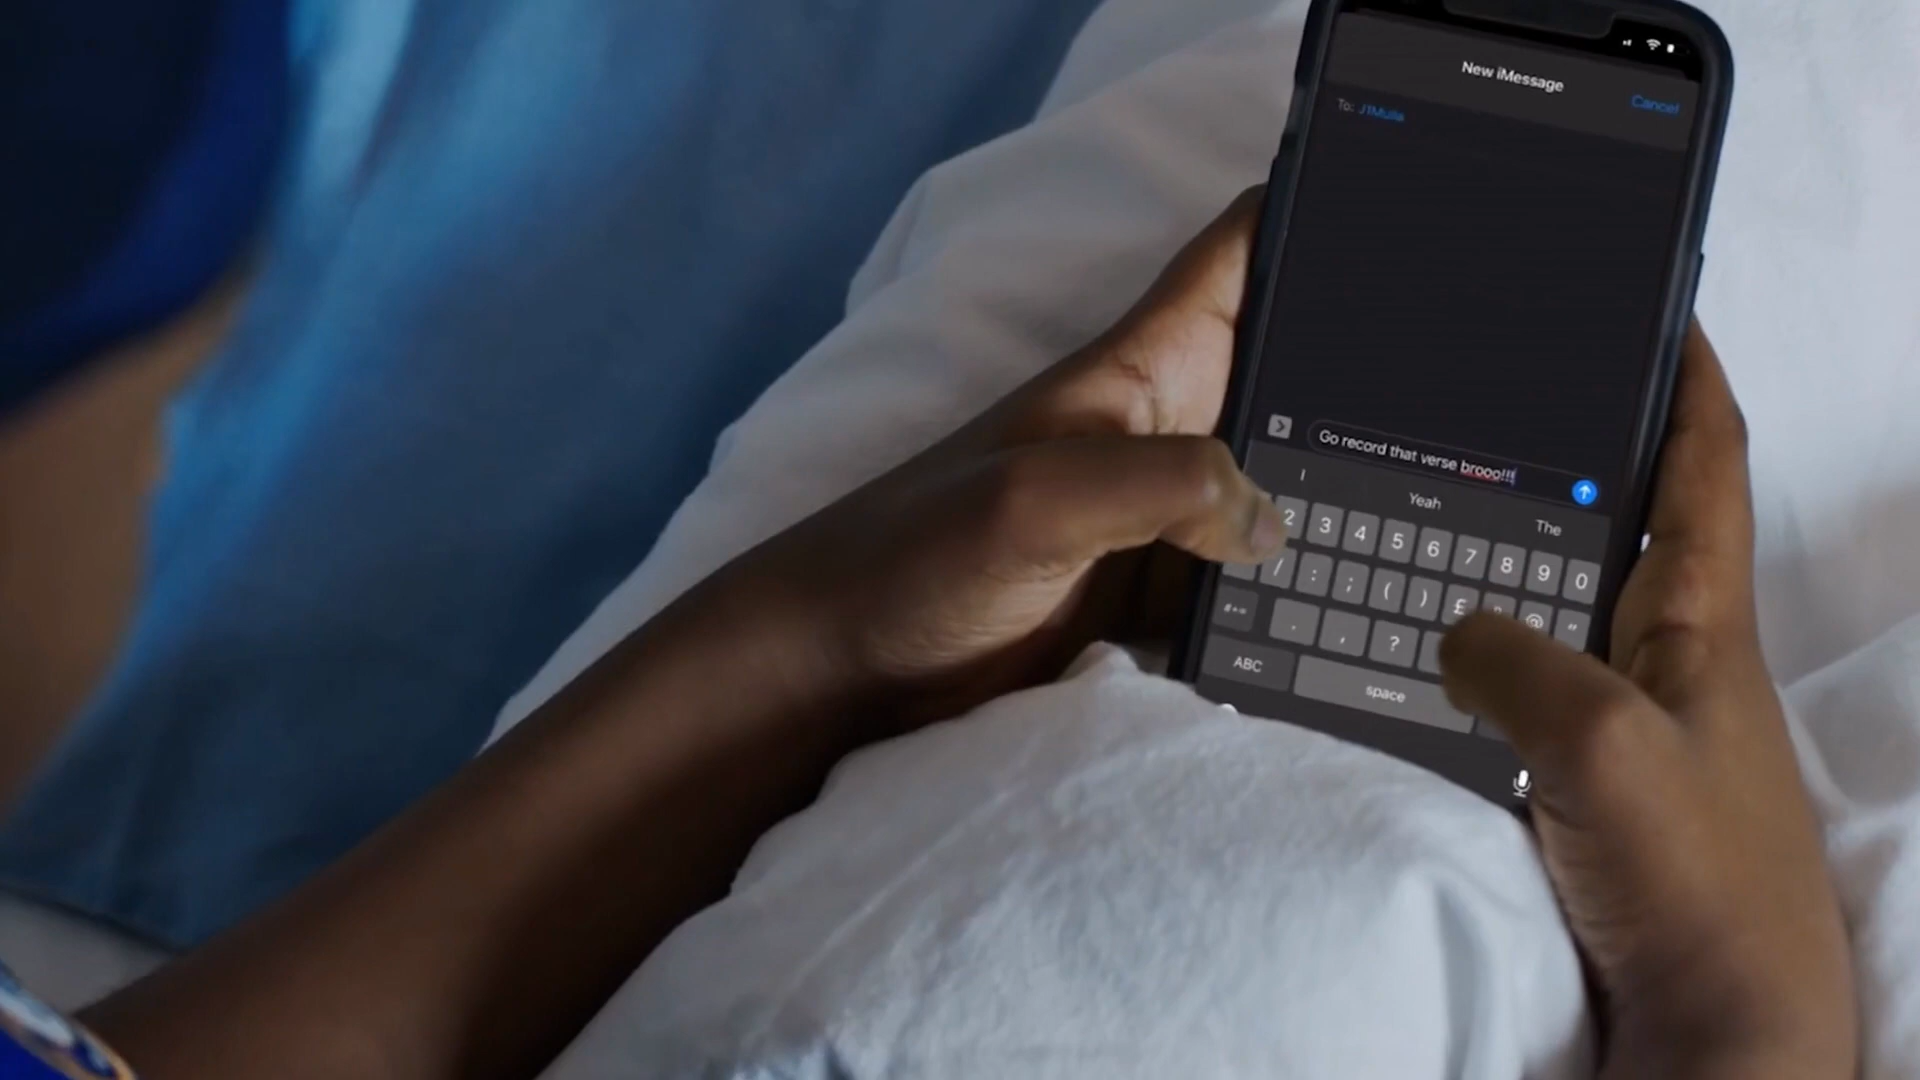 New iMessage
Cancel
To: J1Mulla
Go record that verse brooo!!!
I
Yeah
The
2 3 4 5 6 7 8 9 0
/ : ; ( ) £ @ “
#+=
. , ?
ABC
space